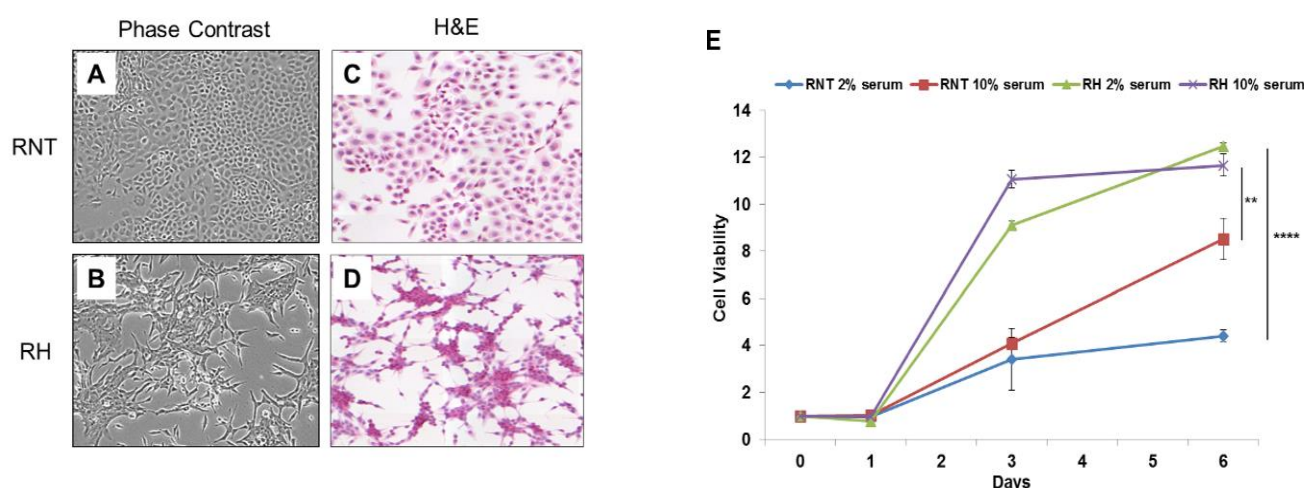 Phase Contrast
H&E
RNT
A
C
RH
B
D
E
RNT 2% serum RNT 10% serum RH 2% serum RH 10% serum
14
12
10
8
6
4
2
0
Cell Viability
**
****
0 1 2 3 4 5 6
Days